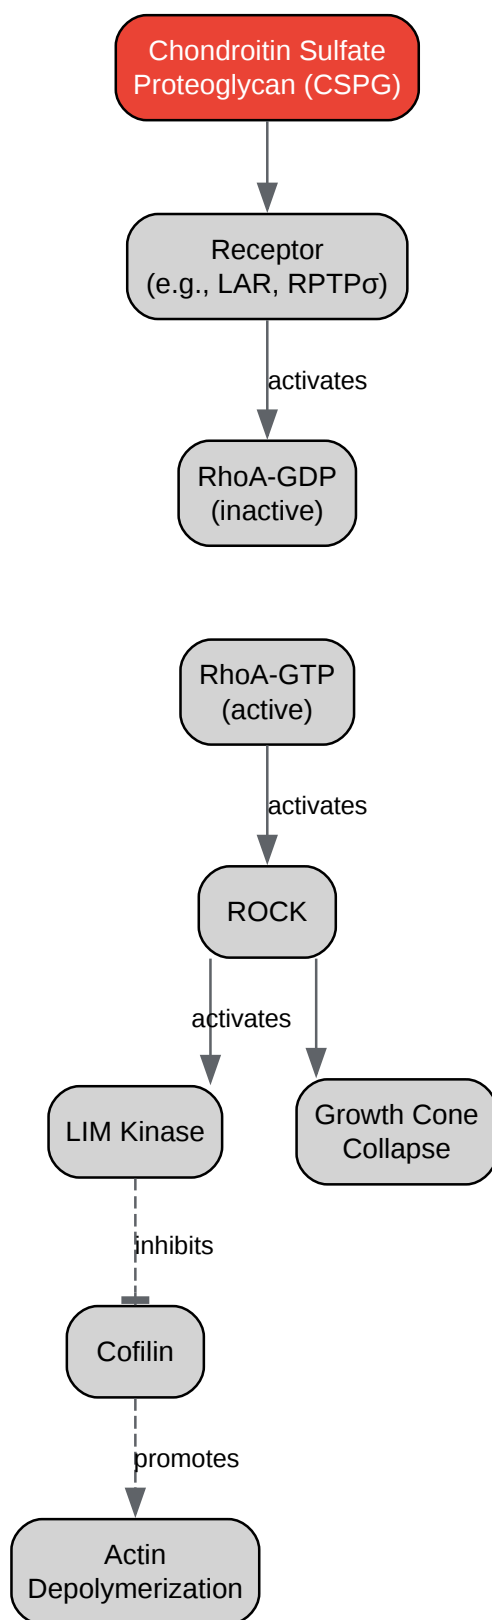 Chondroitin Sulfate
Proteoglycan (CSPG)
Receptor
(e.g., LAR, RPTPσ)
activates
RhoA-GDP
(inactive)
RhoA-GTP
(active)
activates
ROCK
activates
LIM Kinase
Growth Cone
Collapse
inhibits
Cofilin
promotes
Actin
Depolymerization